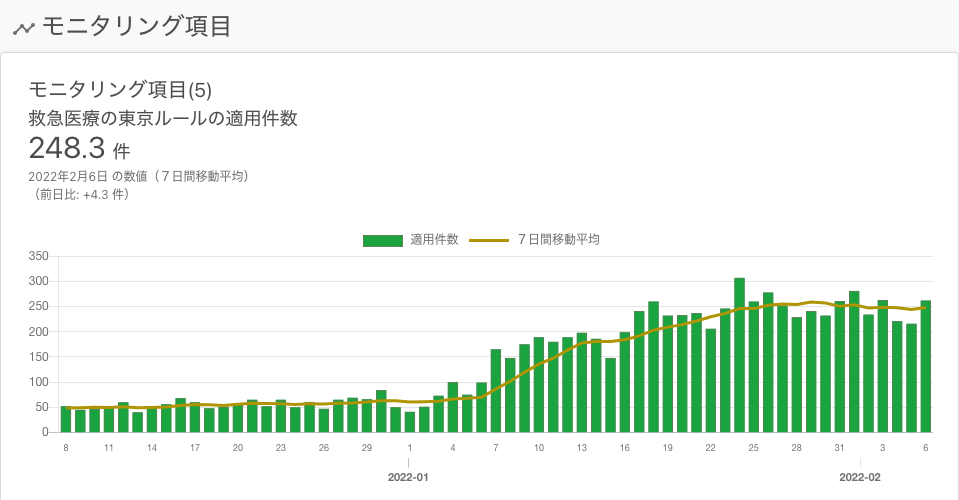 モニタリング項目
モニタリング項目(5)
救急医療の東京ルールの適用件数
248.3 件
2022年2月6日 の数値（７日間移動平均）
（前日比: +4.3 件）
適用件数 ７日間移動平均
350
300
250
200
150
100
50
0
8 11 14 17 20 23 26 29 1 4 7 10 13 16 19 22 25 28 31 3 6
2022-01 2022-02